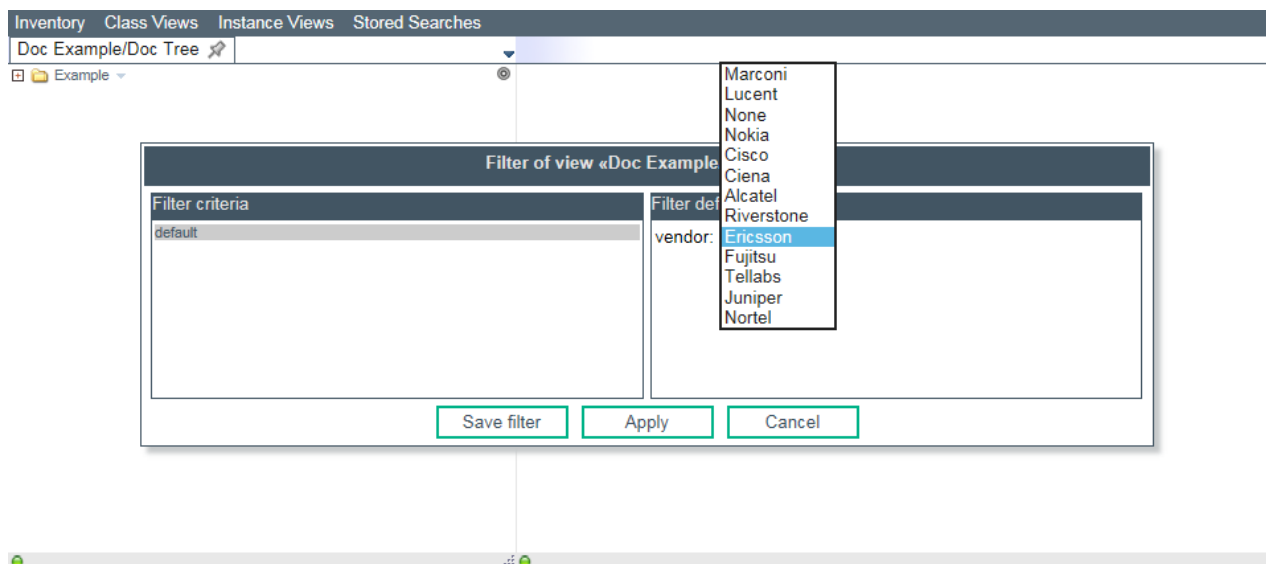 Inventory Class Views Instance Views Stored Searches
Doc Example/Doc Tree
Example
Filter of view «Doc Example
Filter criteria
default
Filter def
vendor:
Marconi
Lucent
None
Nokia
Cisco
Ciena
Alcatel
Riverstone
Ericsson
Fujitsu
Tellabs
Juniper
Nortel
Save filter Apply Cancel